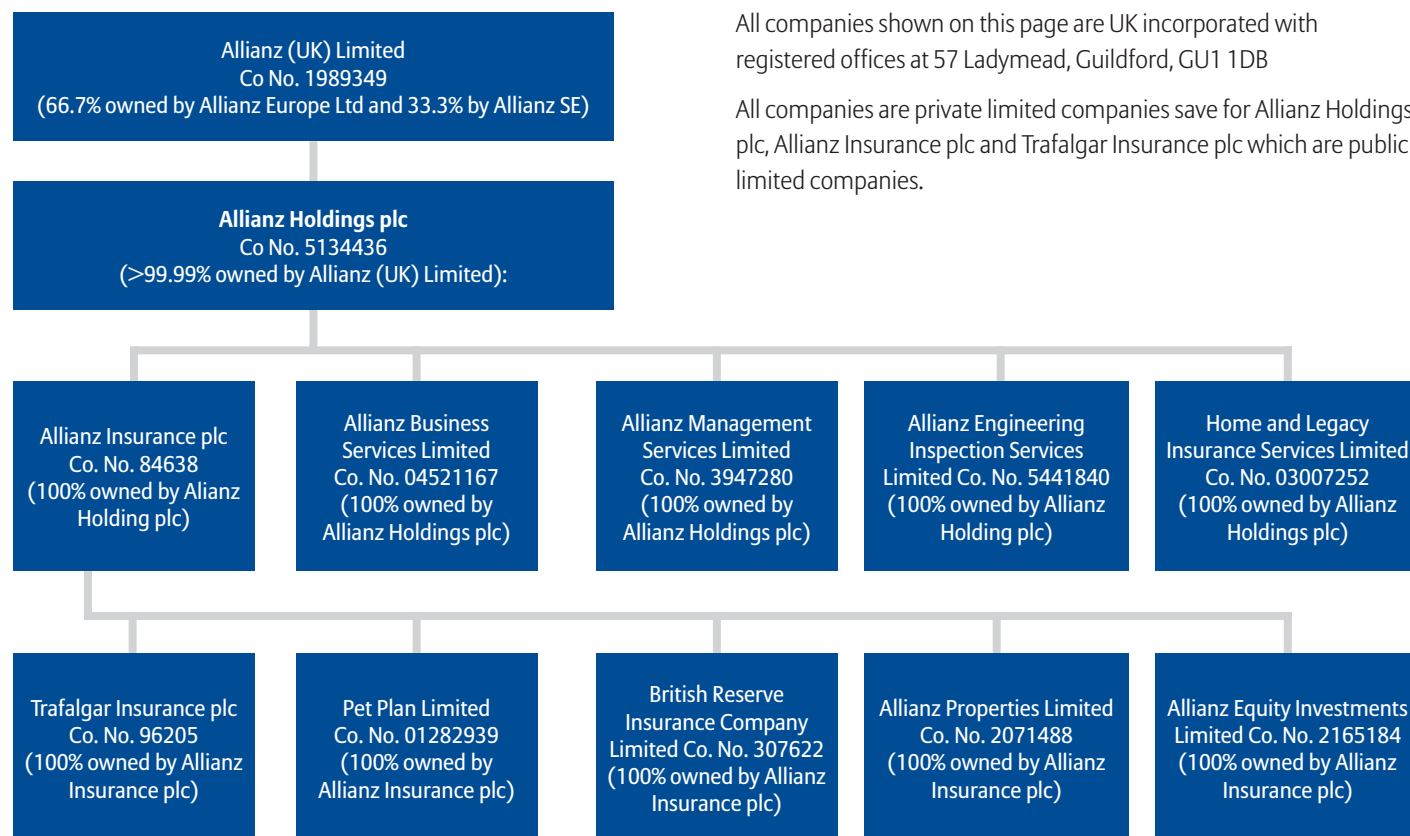 Allianz (UK) Limited
Co No. 1989349
(66.7% owned by Allianz Europe Ltd and 33.3% by Allianz SE)
All companies shown on this page are UK incorporated with
registered offices at 57 Ladymead, Guildford, GU1 1DB
All companies are private limited companies save for Allianz Holdings
plc, Allianz Insurance plc and Trafalgar Insurance plc which are public
limited companies.
Allianz Holdings plc
Co No. 5134436
(>99.99% owned by Allianz (UK) Limited):
Allianz Insurance plc
Co. No. 84638
(100% owned by Alianz
Holding plc)
Allianz Business
Services Limited
Co. No. 04521167
(100% owned by
Allianz Holdings plc)
Allianz Management
Services Limited
Co. No. 3947280
(100% owned by
Allianz Holdings plc)
Allianz Engineering
Inspection Services
Limited Co. No. 5441840
(100% owned by Allianz
Holding plc)
Home and Legacy
Insurance Services Limited
Co. No. 03007252
(100% owned by Allianz
Holdings plc)
Trafalgar Insurance plc
Co. No. 96205
(100% owned by Allianz
Insurance plc)
Pet Plan Limited
Co. No. 01282939
(100% owned by
Allianz Insurance plc)
British Reserve
Insurance Company
Limited Co. No. 307622
(100% owned by Allianz
Insurance plc)
Allianz Properties Limited
Co. No. 2071488
(100% owned by Allianz
Insurance plc)
Allianz Equity Investments
Limited Co. No. 2165184
(100% owned by Allianz
Insurance plc)